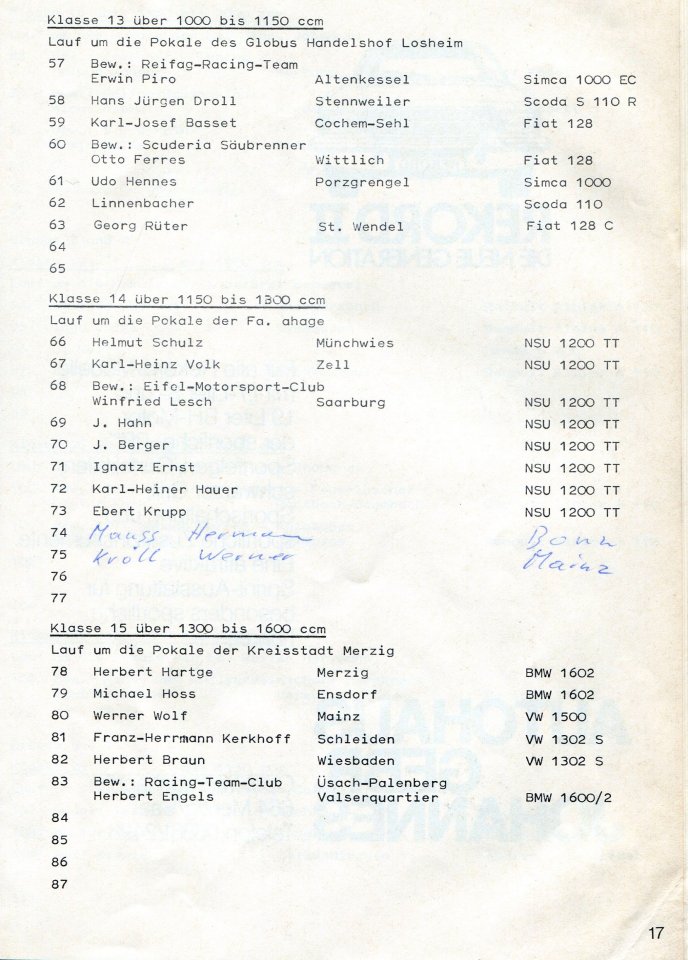 Klasse 13 über 1000 bis 1150 ccm
Lauf um die Pokale des Globus Handelshof Losheim
57 Bew.: Reifag-Racing-Team
Erwin Piro Altenkessel Simca 1000 EC
58 Hans Jürgen Droll Stennweiler Scoda S 110 R
59 Karl-Josef Basset Cochem-Sehl Fiat 128
60 Bew.: Scuderia Säubrenner
Otto Ferres Wittlich Fiat 128
61 Udo Hennes Porzgrengel Simca 1000
62 Linnenbacher Scoda 110
63 Georg Rüter St. Wendel Fiat 128 C
64
65
Klasse 14 über 1150 bis 1300 ccm
Lauf um die Pokale der Fa. ahage
66 Helmut Schulz Münchwies NSU 1200 TT
67 Karl-Heinz Volk Zell NSU 1200 TT
68 Bew.: Eifel-Motorsport-Club
Winfried Lesch Saarburg NSU 1200 TT
69 J. Hahn NSU 1200 TT
70 J. Berger NSU 1200 TT
71 Ignatz Ernst NSU 1200 TT
72 Karl-Heiner Hauer NSU 1200 TT
73 Ebert Krupp NSU 1200 TT
74 Mauss Hermann Bonn
75 Kröll Werner Mainz
76
77
Klasse 15 über 1300 bis 1600 ccm
Lauf um die Pokale der Kreisstadt Merzig
78 Herbert Hartge Merzig BMW 1602
79 Michael Hoss Ensdorf BMW 1602
80 Werner Wolf Mainz VW 1500
81 Franz-Herrmann Kerkhoff Schleiden VW 1302 S
82 Herbert Braun Wiesbaden VW 1302 S
83 Bew.: Racing-Team-Club Üsach-Palenberg
Herbert Engels Valserquartier BMW 1600/2
84
85
86
87
17